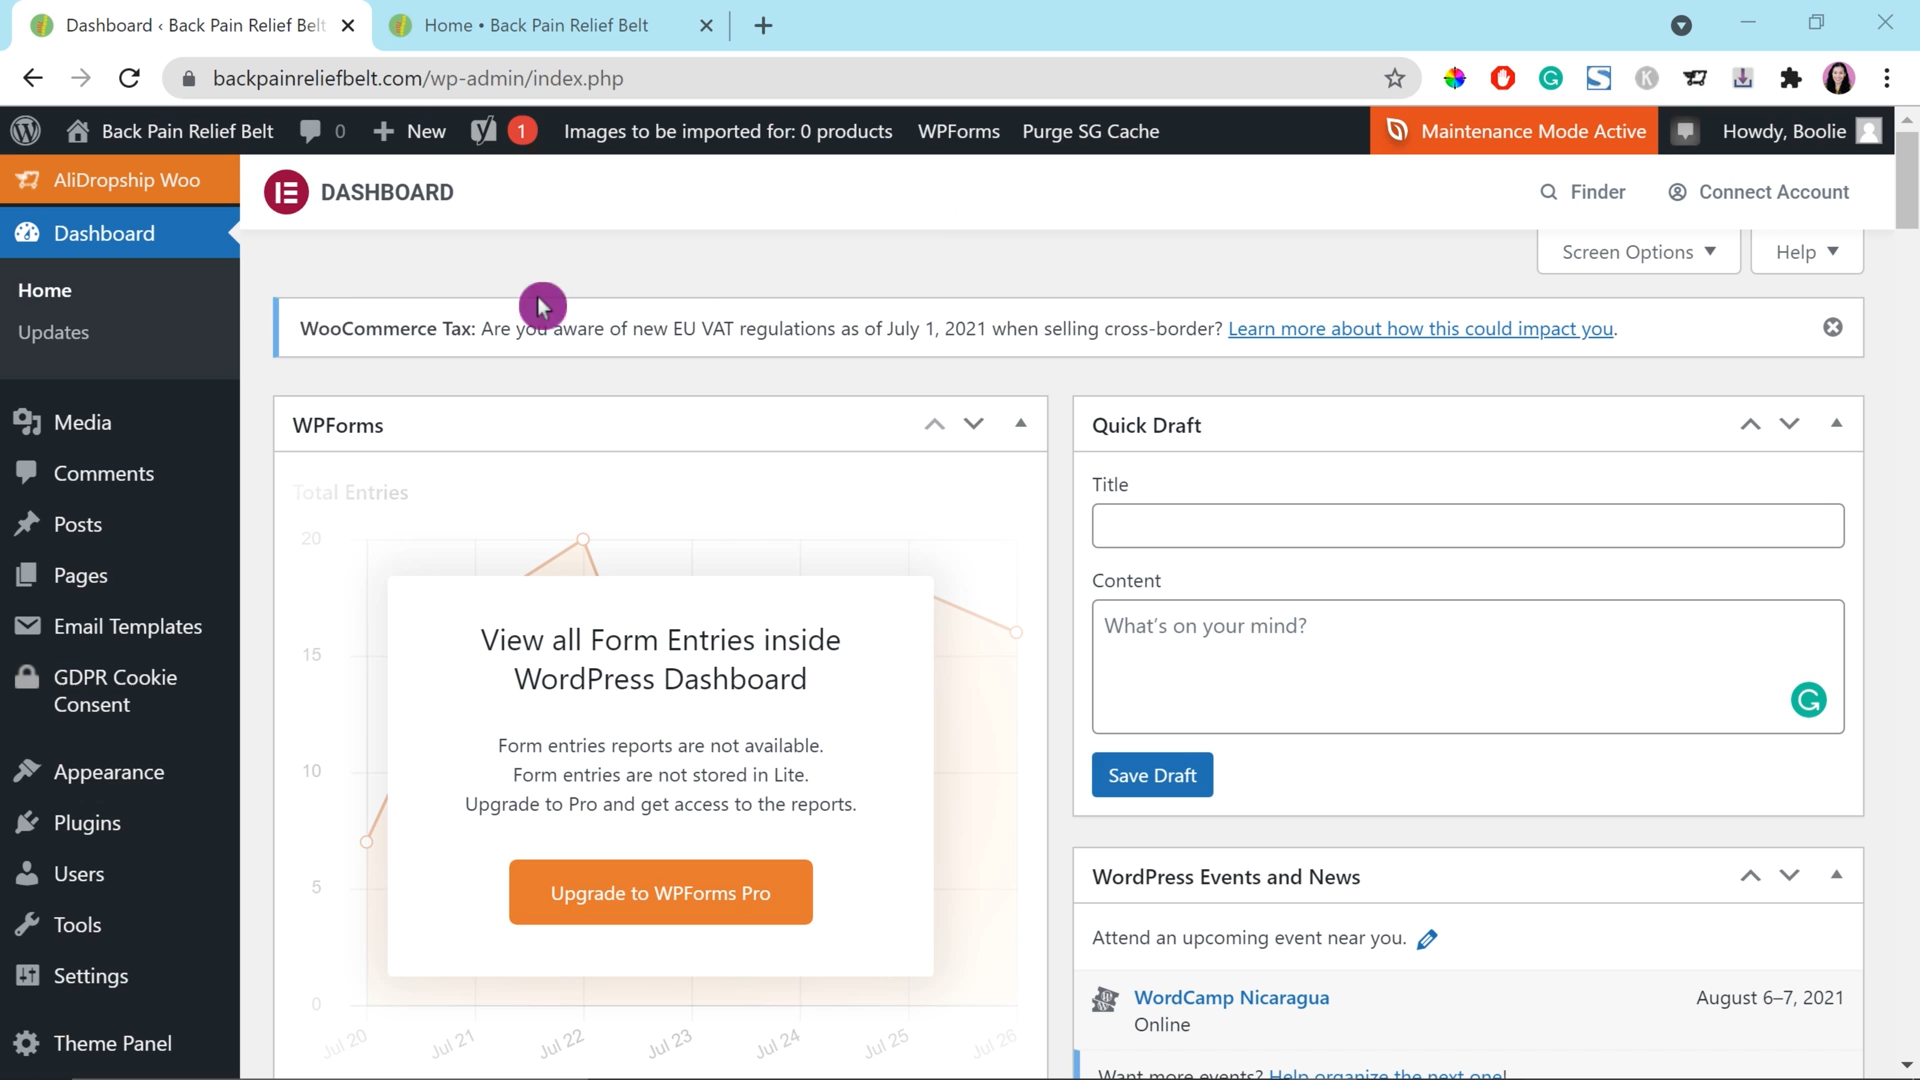 Dashboard ‹ Back Pain Relief Belt
Home • Back Pain Relief Belt
backpainreliefbelt.com/wp-admin/index.php
Back Pain Relief Belt
0
New
1
Images to be imported for: 0 products
WPForms
Purge SG Cache
Maintenance Mode Active
Howdy, Boolie
AliDropship Woo
Dashboard
Home
Updates
Media
Comments
Posts
Pages
Email Templates
GDPR Cookie
Consent
Appearance
Plugins
Users
Tools
Settings
Theme Panel
DASHBOARD
Finder
Connect Account
Screen Options
Help
WooCommerce Tax: Are you aware of new EU VAT regulations as of July 1, 2021 when selling cross-border? Learn more about how this could impact you.
WPForms
Total Entries
20
15
10
5
0
Jul 20
Jul 21
Jul 22
Jul 23
Jul 24
Jul 25
Jul 26
View all Form Entries inside
WordPress Dashboard
Form entries reports are not available.
Form entries are not stored in Lite.
Upgrade to Pro and get access to the reports.
Upgrade to WPForms Pro
Quick Draft
Title
Content
What's on your mind?
Save Draft
WordPress Events and News
Attend an upcoming event near you.
WordCamp Nicaragua
August 6–7, 2021
Online
Want more events? Help organize the next one!